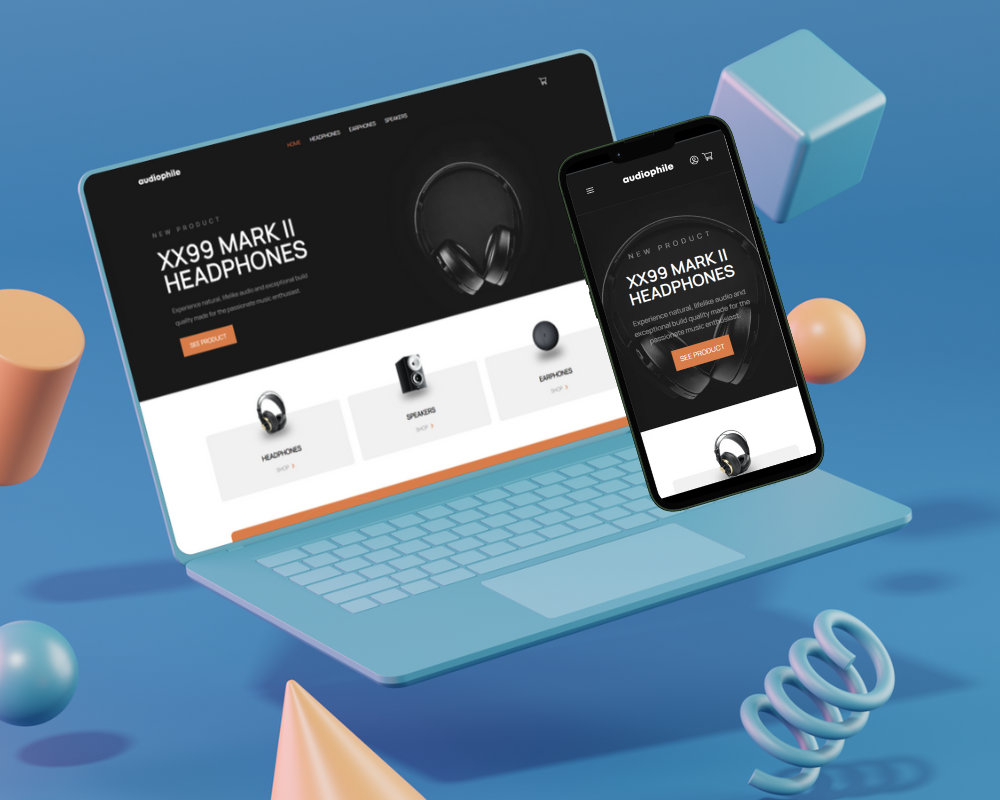 audiophile
HOME HEADPHONES EARPHONES SPEAKERS
NEW PRODUCT
XX99 MARK II
HEADPHONES
Experience natural, lifelike audio and exceptional build
quality made for the passionate music enthusiast.
SEE PRODUCT
HEADPHONES
SHOP
SPEAKERS
SHOP
EARPHONES
SHOP
audiophile
NEW PRODUCT
XX99 MARK II
HEADPHONES
Experience natural, lifelike audio and
exceptional build quality made for the
passionate music enthusiast.
SEE PRODUCT